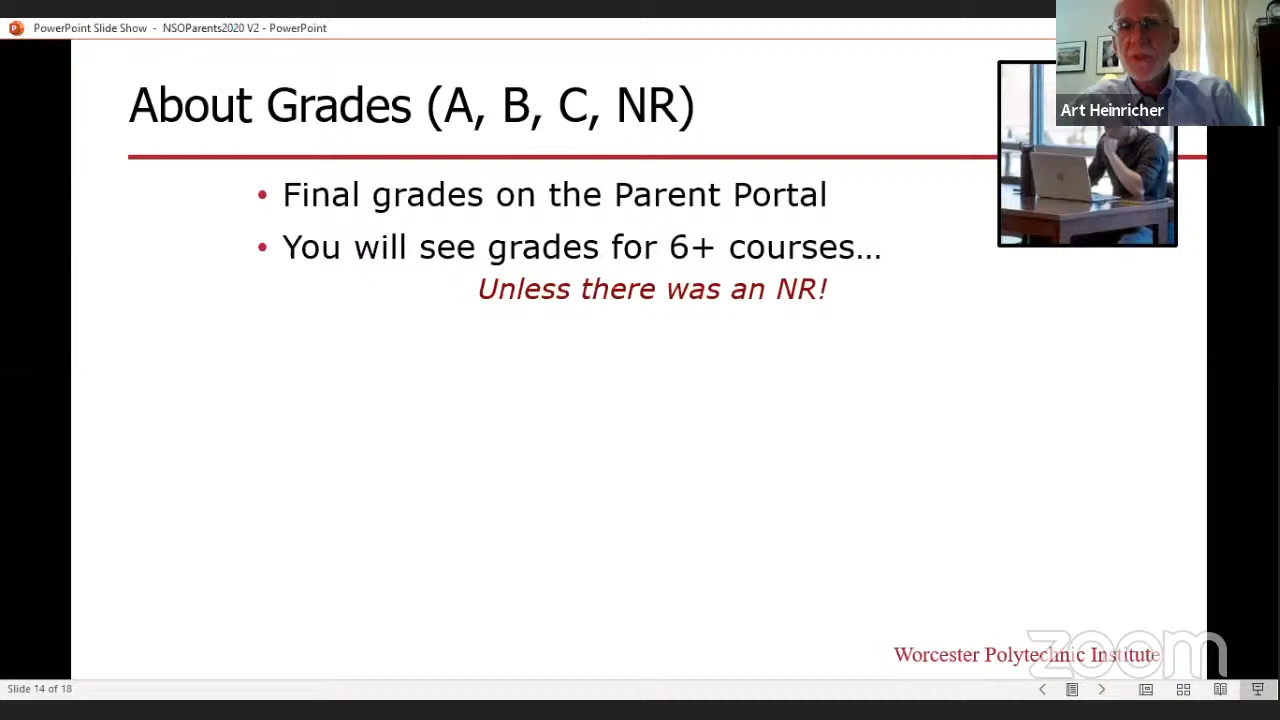 PowerPoint Slide Show - NSOParents2020 V2 - PowerPoint
Art Heinricher
About Grades (A, B, C, NR)
• Final grades on the Parent Portal
• You will see grades for 6+ courses…
Unless there was an NR!
Worcester Polytechnic Institute
zoom
Slide 14 of 18